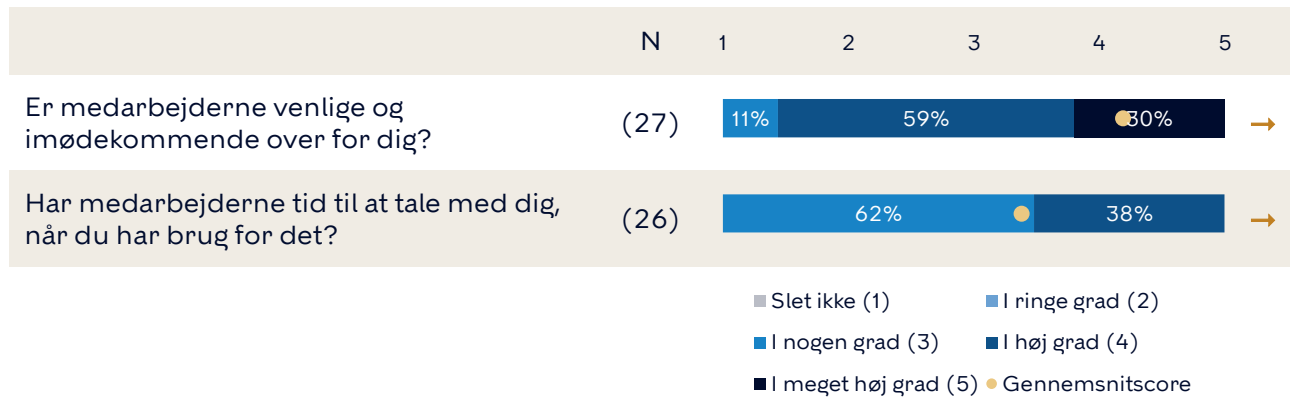 N 1 2 3 4 5
Er medarbejderne venlige og
imødekommende over for dig?
(27) 11% 59% 30% →
Har medarbejderne tid til at tale med dig,
når du har brug for det?
(26) 62% 38% →
Slet ikke (1) I ringe grad (2)
I nogen grad (3) I høj grad (4)
I meget høj grad (5) Gennemsnitscore